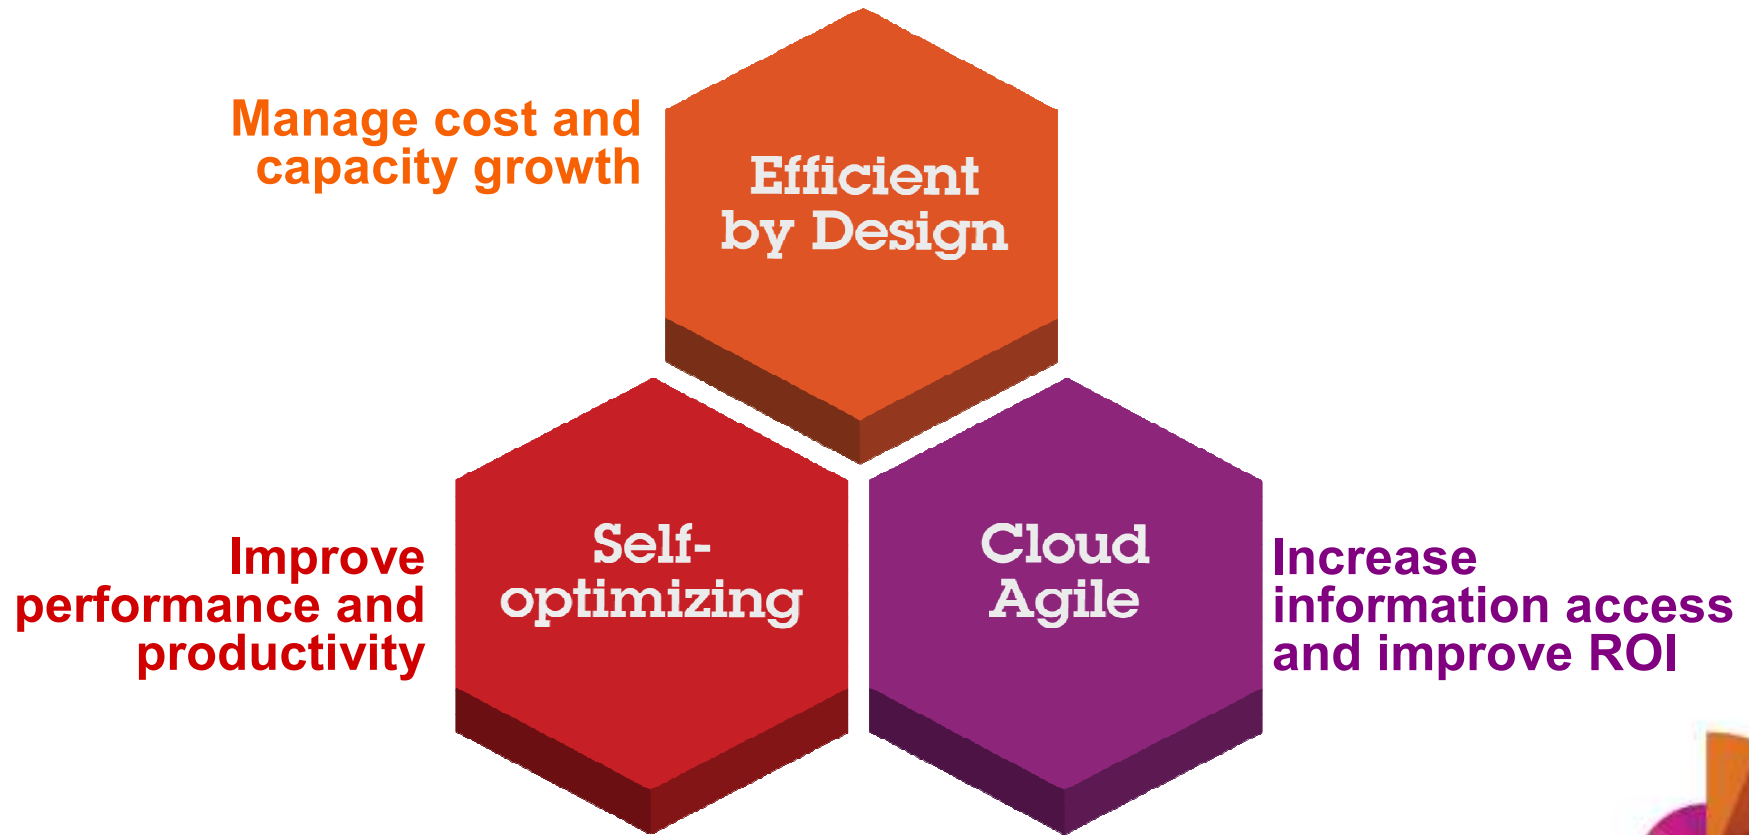 Manage cost and
capacity growth
Efficient
by Design
Improve
performance and
productivity
Self-
optimizing
Cloud
Agile
Increase
information access
and improve ROI